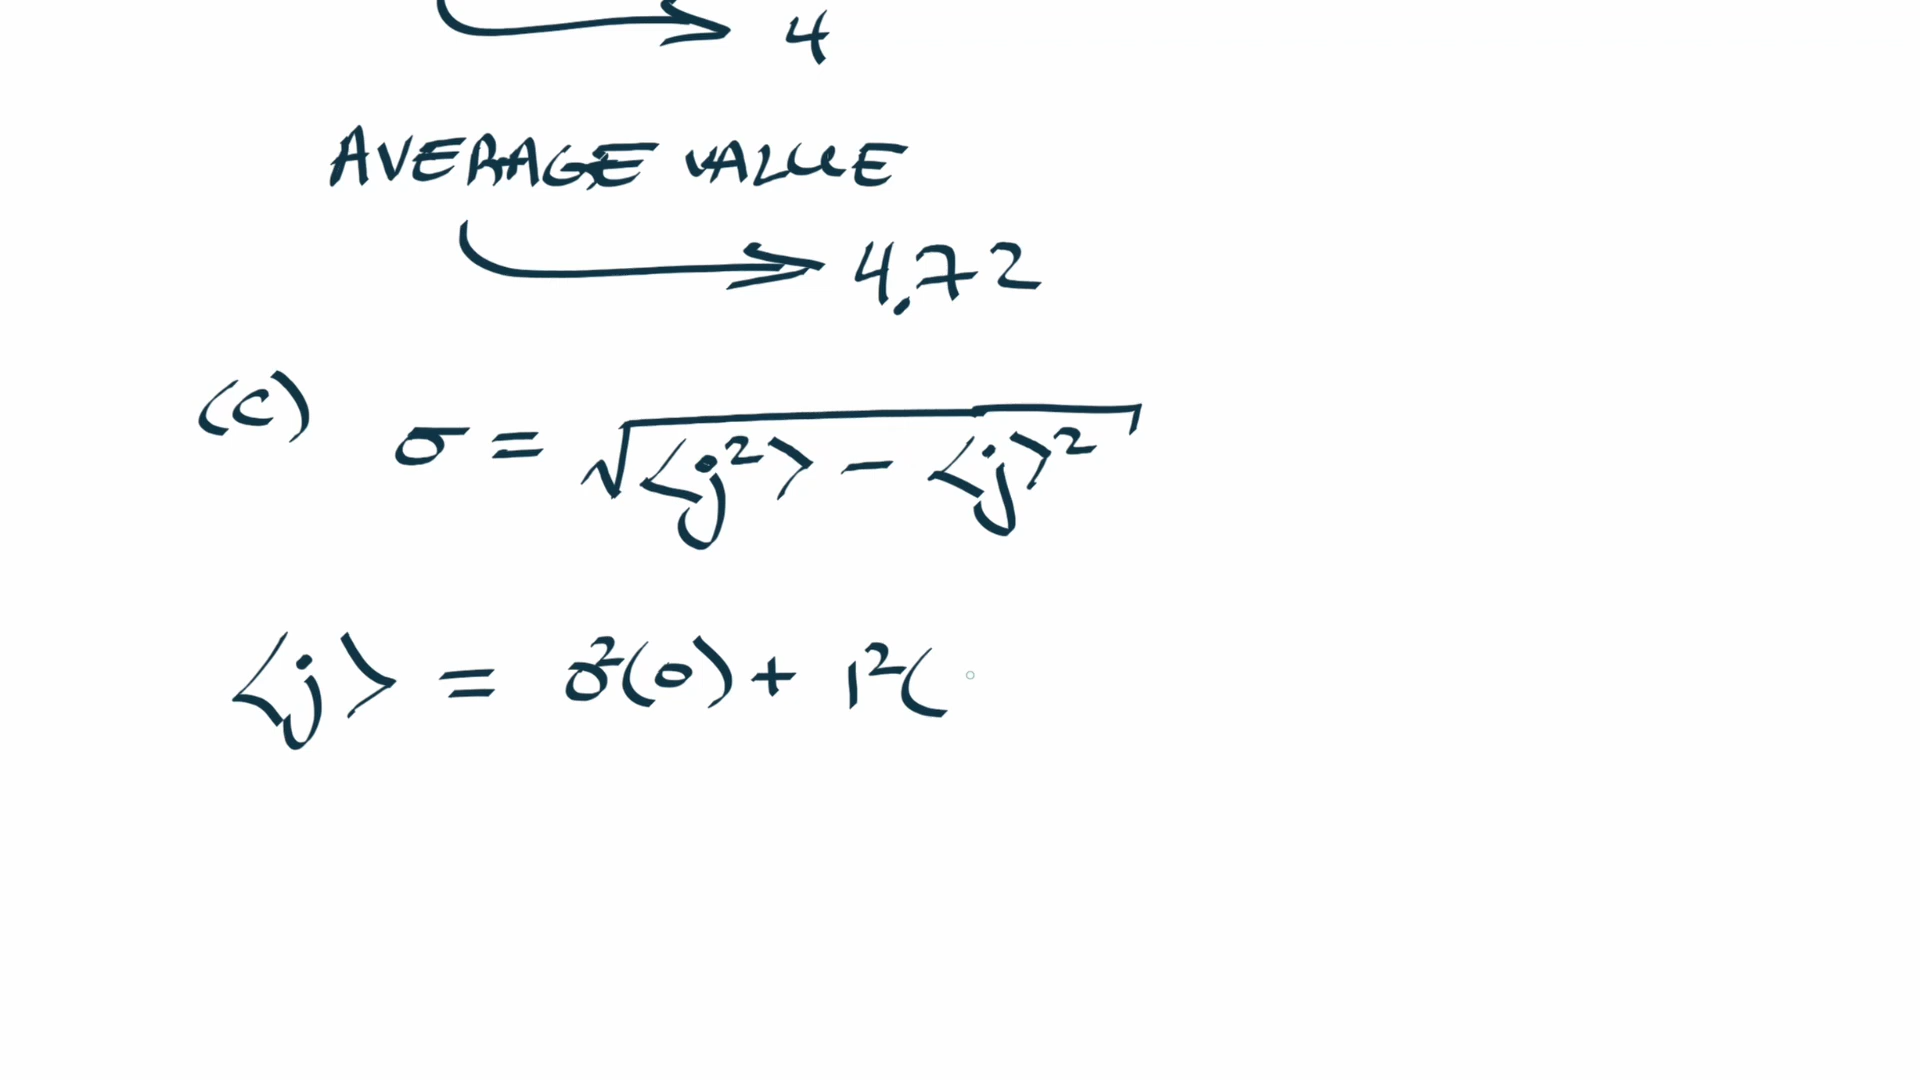 4
AVERAGE VALUE
4.72
(c) σ = √<j²> - <j>²
<j> = 0²(0) + 1²(